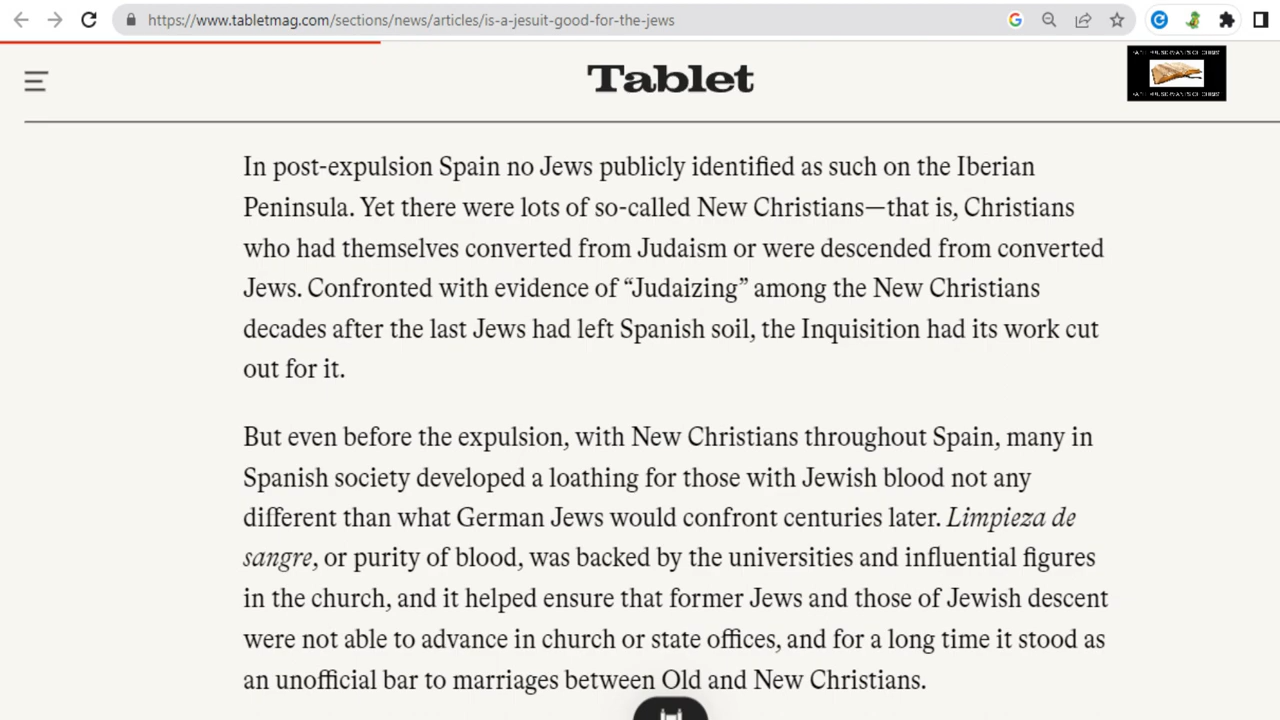 https://www.tabletmag.com/sections/news/articles/is-a-jesuit-good-for-the-jews
Tablet
In post-expulsion Spain no Jews publicly identified as such on the Iberian
Peninsula. Yet there were lots of so-called New Christians—that is, Christians
who had themselves converted from Judaism or were descended from converted
Jews. Confronted with evidence of “Judaizing” among the New Christians
decades after the last Jews had left Spanish soil, the Inquisition had its work cut
out for it.
But even before the expulsion, with New Christians throughout Spain, many in
Spanish society developed a loathing for those with Jewish blood not any
different than what German Jews would confront centuries later. Limpieza de
sangre, or purity of blood, was backed by the universities and influential figures
in the church, and it helped ensure that former Jews and those of Jewish descent
were not able to advance in church or state offices, and for a long time it stood as
an unofficial bar to marriages between Old and New Christians.